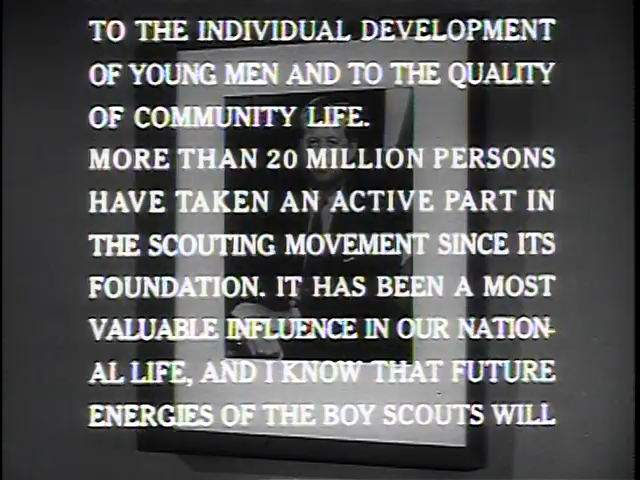 TO THE INDIVIDUAL DEVELOPMENT
OF YOUNG MEN AND TO THE QUALITY
OF COMMUNITY LIFE.
MORE THAN 20 MILLION PERSONS
HAVE TAKEN AN ACTIVE PART IN
THE SCOUTING MOVEMENT SINCE ITS
FOUNDATION. IT HAS BEEN A MOST
VALUABLE INFLUENCE IN OUR NATION-
AL LIFE, AND I KNOW THAT FUTURE
ENERGIES OF THE BOY SCOUTS WILL